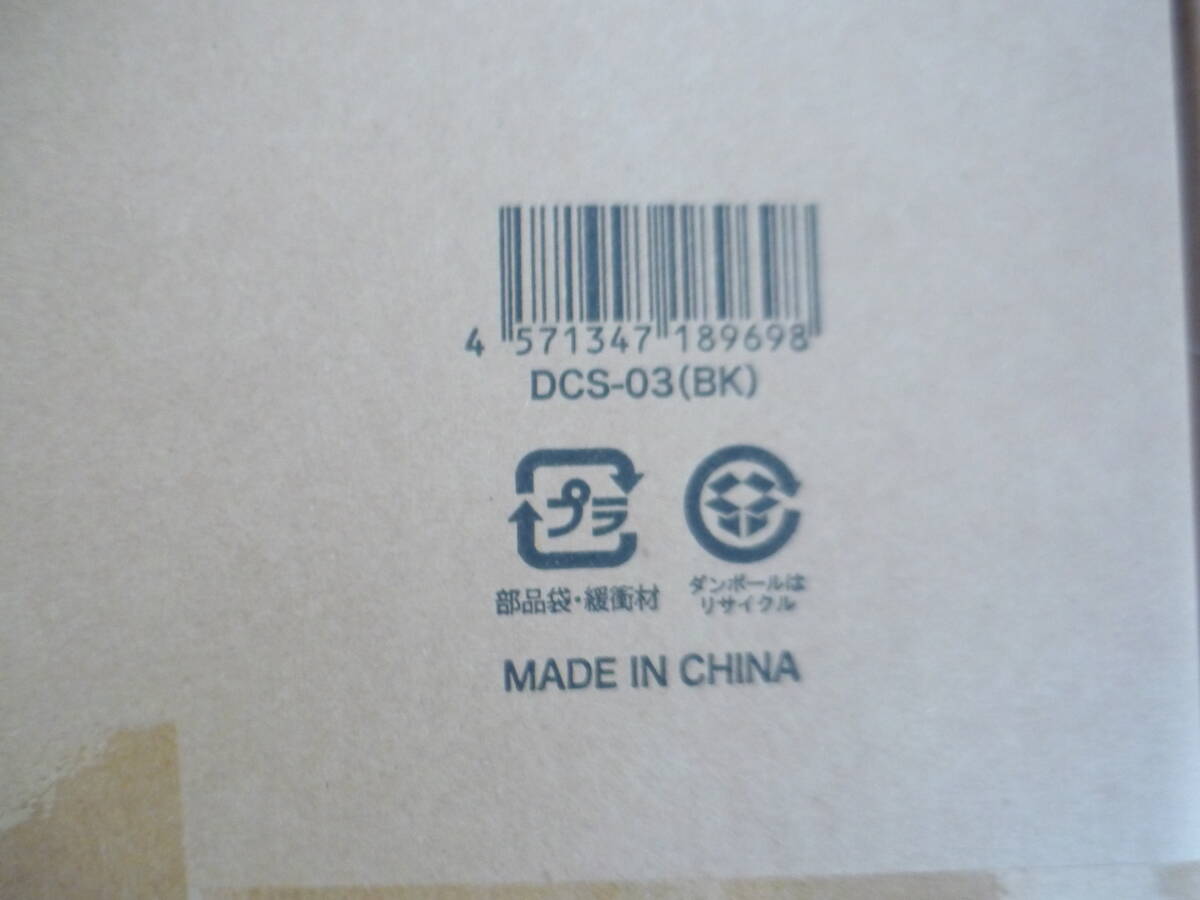 4 571347 189698
DCS-03(BK)
プラ
部品袋・緩衝材
ダンボールは
リサイクル
MADE IN CHINA